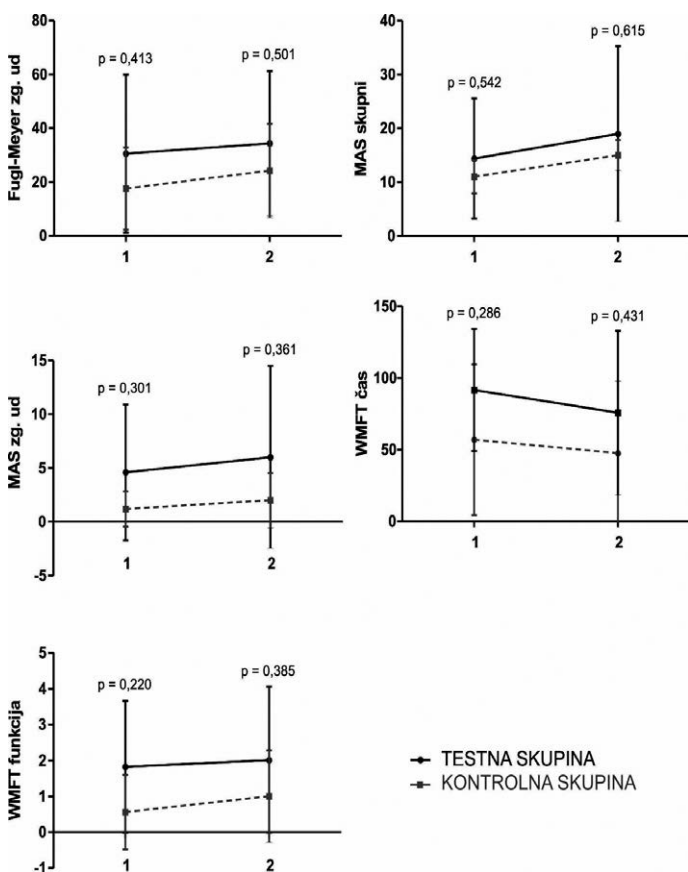 Fugl-Meyer zg. ud
80
60
40
20
0
p = 0,413
p = 0,501
1
2
MAS skupni
40
30
20
10
0
p = 0,542
p = 0,615
1
2
MAS zg. ud
15
10
5
0
-5
p = 0,301
p = 0,361
1
2
WMFT čas
150
100
50
0
p = 0,286
p = 0,431
1
2
WMFT funkcija
5
4
3
2
1
0
-1
p = 0,220
p = 0,385
1
2
TESTNA SKUPINA
KONTROLNA SKUPINA